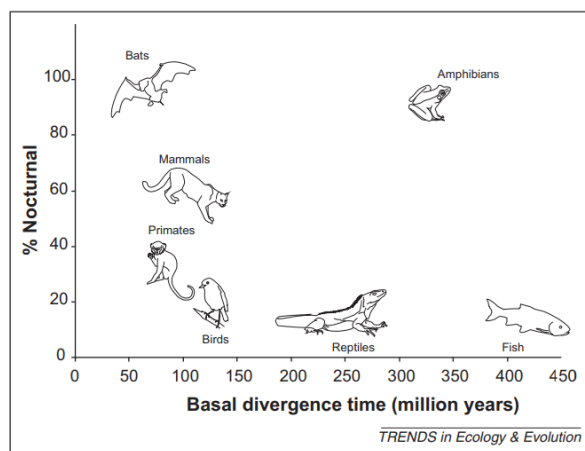 Bats
Amphibians
100
80
Mammals
60
% Nocturnal
Primates
40
20
Birds
Reptiles
Fish
0
0 50 100 150 200 250 300 350 400 450
Basal divergence time (million years)
TRENDS in Ecology & Evolution